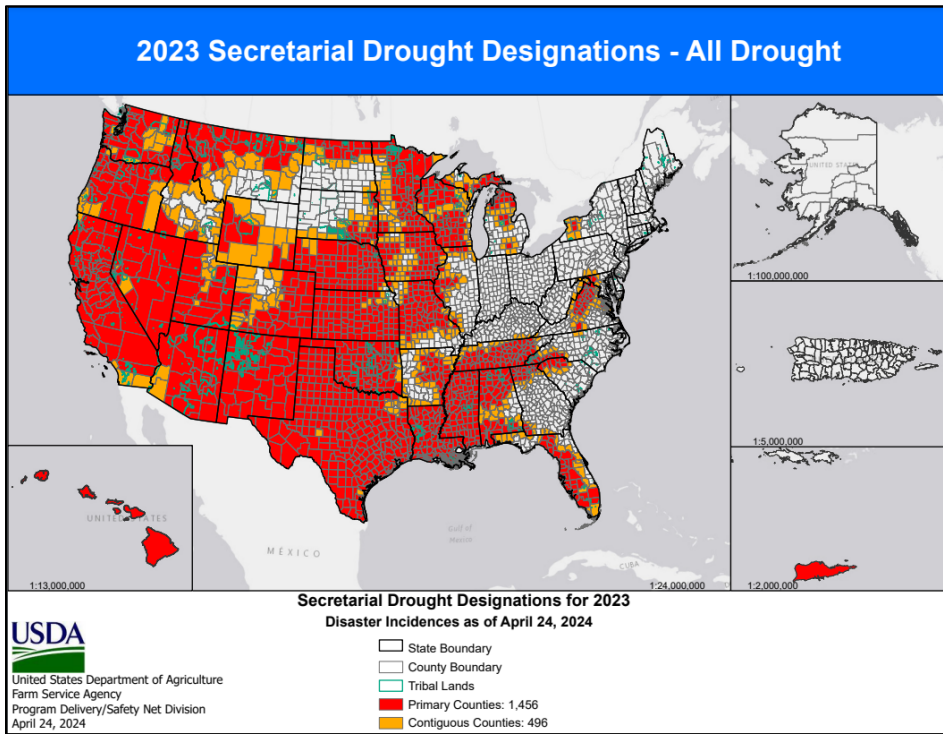 2023 Secretarial Drought Designations - All Drought
UNITED STATES
1:100,000,000
1:5,000,000
UNITED STATES
1:13,000,000
MÉXICO
Gulf of
Mexico
CUBA
1:24,000,000
1:2,000,000
Secretarial Drought Designations for 2023
Disaster Incidences as of April 24, 2024
State Boundary
County Boundary
Tribal Lands
Primary Counties: 1,456
Contiguous Counties: 496
USDA
United States Department of Agriculture
Farm Service Agency
Program Delivery/Safety Net Division
April 24, 2024